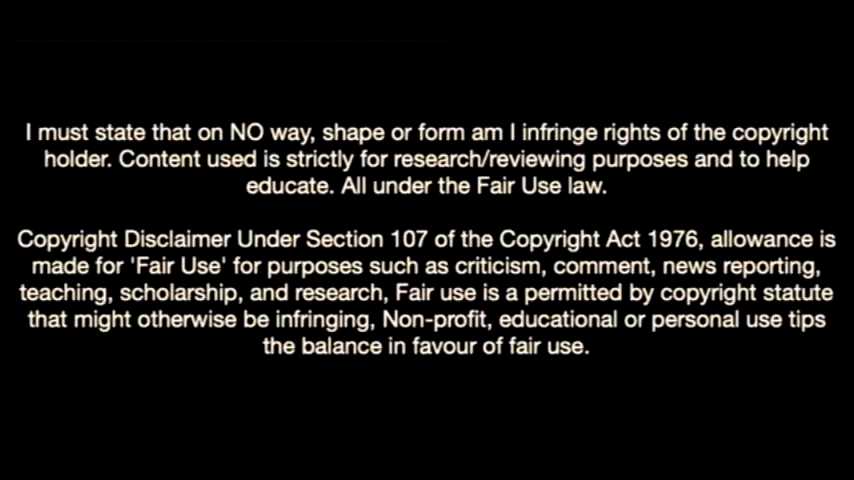 I must state that on NO way, shape or form am I infringe rights of the copyright
holder. Content used is strictly for research/reviewing purposes and to help
educate. All under the Fair Use law.
Copyright Disclaimer Under Section 107 of the Copyright Act 1976, allowance is
made for 'Fair Use' for purposes such as criticism, comment, news reporting,
teaching, scholarship, and research, Fair use is a permitted by copyright statute
that might otherwise be infringing, Non-profit, educational or personal use tips
the balance in favour of fair use.